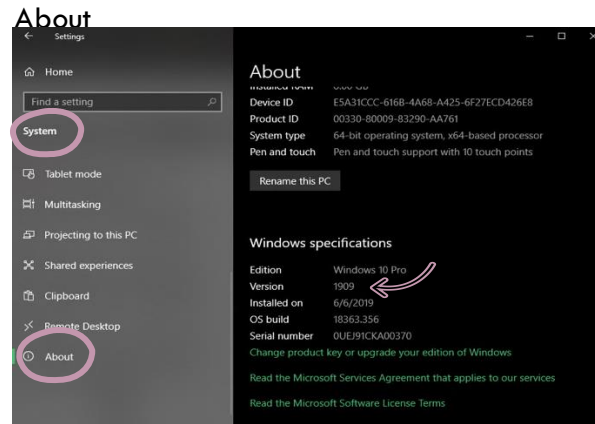 About
Settings
Home
About
Find a setting
Device ID E5A31CCC-616B-4A68-A425-6F27ECD426E8
Product ID 00330-80009-83290-AA761
System
System type 64-bit operating system, x64-based processor
Pen and touch Pen and touch support with 10 touch points
Tablet mode
Rename this PC
Multitasking
Projecting to this PC
Windows specifications
Shared experiences
Edition Windows 10 Pro
Version 1909
Clipboard
Installed on 6/6/2019
OS build 18363.356
Remote Desktop
Serial number 0UEJ91CKA00370
Change product key or upgrade your edition of Windows
About
Read the Microsoft Services Agreement that applies to our services
Read the Microsoft Software License Terms